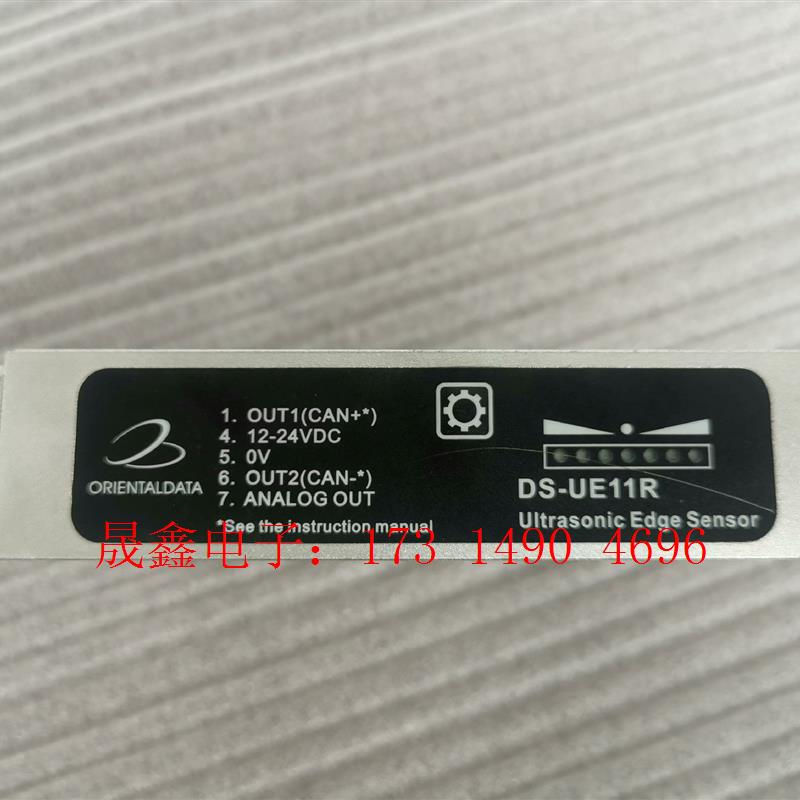 1. OUT1(CAN+*)
4. 12-24VDC
5. 0V
6. OUT2(CAN-*)
7. ANALOG OUT
*See the instruction manual
ORIENTALDATA
DS-UE11R
Ultrasonic Edge Sensor
晟鑫电子：173 1490 4696